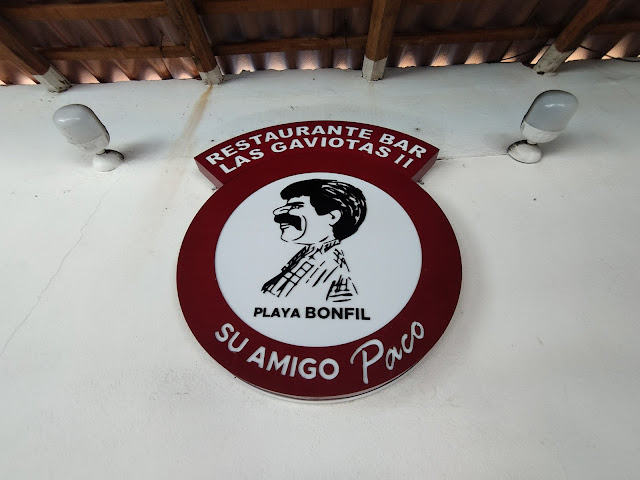 RESTAURANTE BAR
LAS GAVIOTAS II
PLAYA BONFIL
SU AMIGO Paco